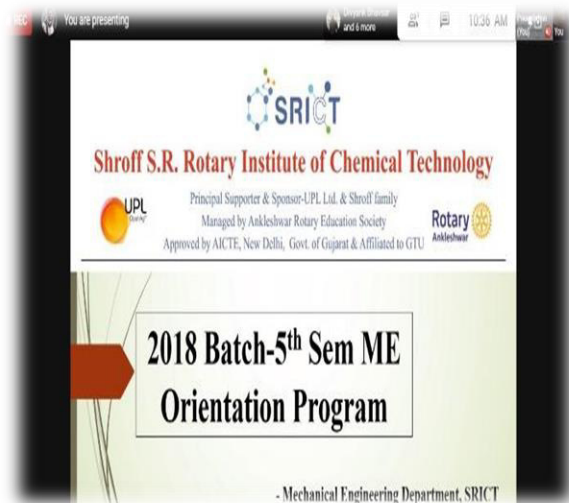 REC You are presenting
and 6 more
10:36 AM
(You)
You
SRICT
Shroff S.R. Rotary Institute of Chemical Technology
Principal Supporter & Sponsor-UPL Ltd. & Shroff family
Managed by Ankleshwar Rotary Education Society
Approved by AICTE, New Delhi, Govt. of Gujarat & Affiliated to GTU
UPL
Rotary
Ankleshwar
2018 Batch-5th Sem ME
Orientation Program
- Mechanical Engineering Department, SRICT